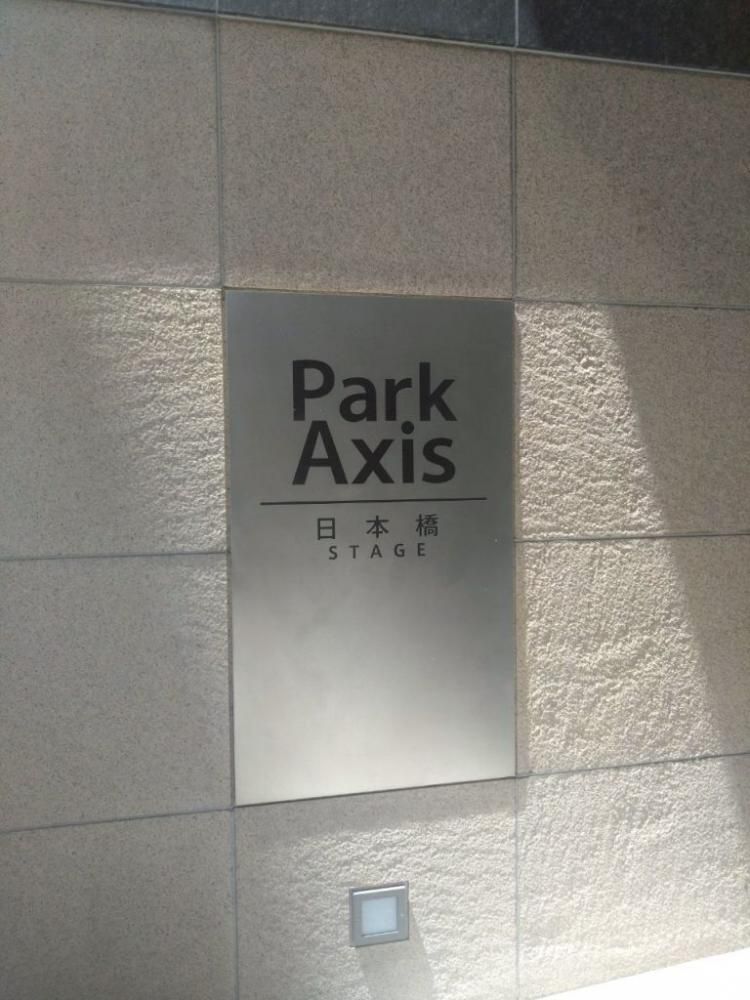 Park
Axis
日本橋
STAGE